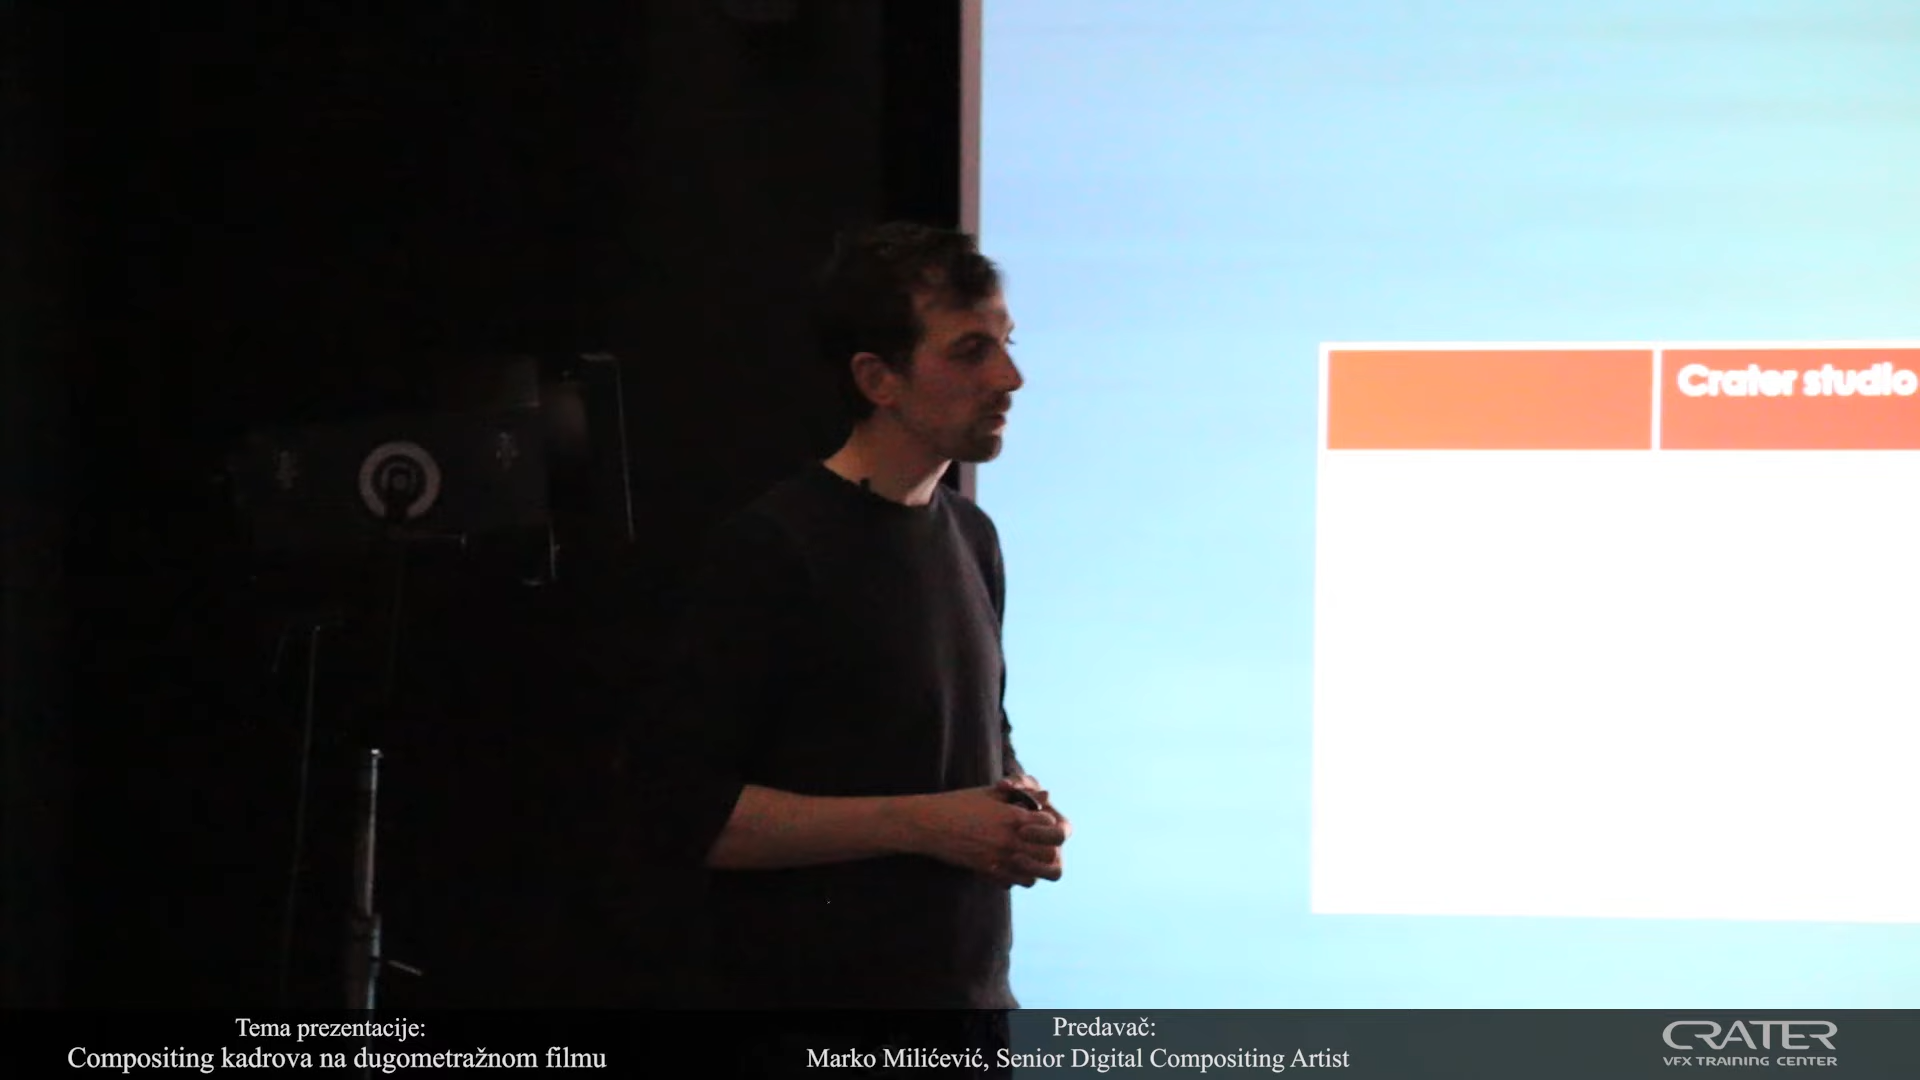 Crater studio
Tema prezentacije:
Compositing kadrova na dugometražnom filmu
Predavač:
Marko Milićević, Senior Digital Compositing Artist
CRATER
VFX TRAINING CENTER